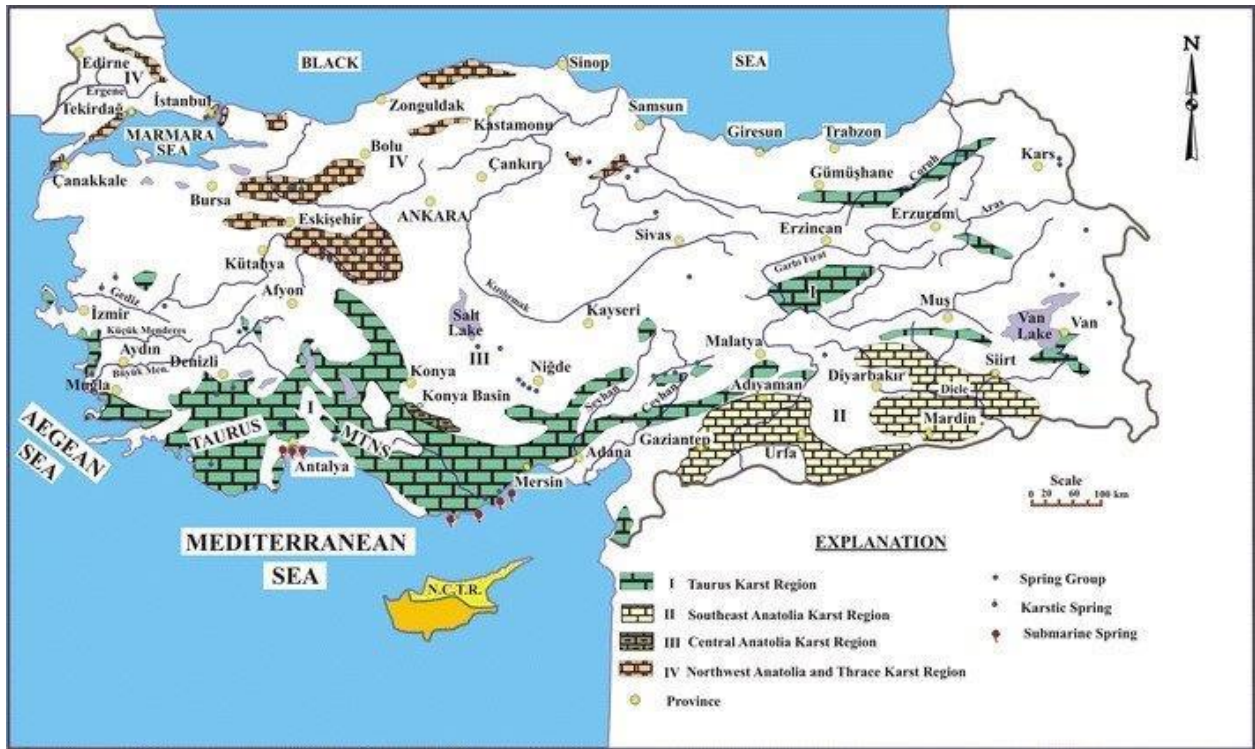 Edirne
IV
Ergene
Tekirdağ
İstanbul
MARMARA
SEA
Çanakkale
Bursa
BLACK
SEA
Sinop
Zonguldak
Kastamonu
Samsun
Bolu
IV
Çankırı
ANKARA
Eskişehir
Kütahya
Afyon
Giresun
Trabzon
Gümüşhane
Çoruh
Kars
N
Sivas
Erzincan
Erzurum
Aras
Garbi Fırat
I
Gediz
İzmir
Küçük Menderes
Aydın
Büyük Men.
Denizli
Muğla
Salt
Lake
III
Kızılırmak
Kayseri
Niğde
Konya
Konya Basin
Seyhan
Ceyhan
Malatya
Adıyaman
Muş
Van
Lake
Van
Siirt
Diyarbakır
Dicle
II
Mardin
Gaziantep
Urfa
Adana
Mersin
TAURUS
I
MTNS
Antalya
AEGEAN
SEA
MEDITERRANEAN
SEA
N.C.T.R.
Scale
0 20 60 100 km
EXPLANATION
I Taurus Karst Region
II Southeast Anatolia Karst Region
III Central Anatolia Karst Region
IV Northwest Anatolia and Thrace Karst Region
Province
Spring Group
Karstic Spring
Submarine Spring